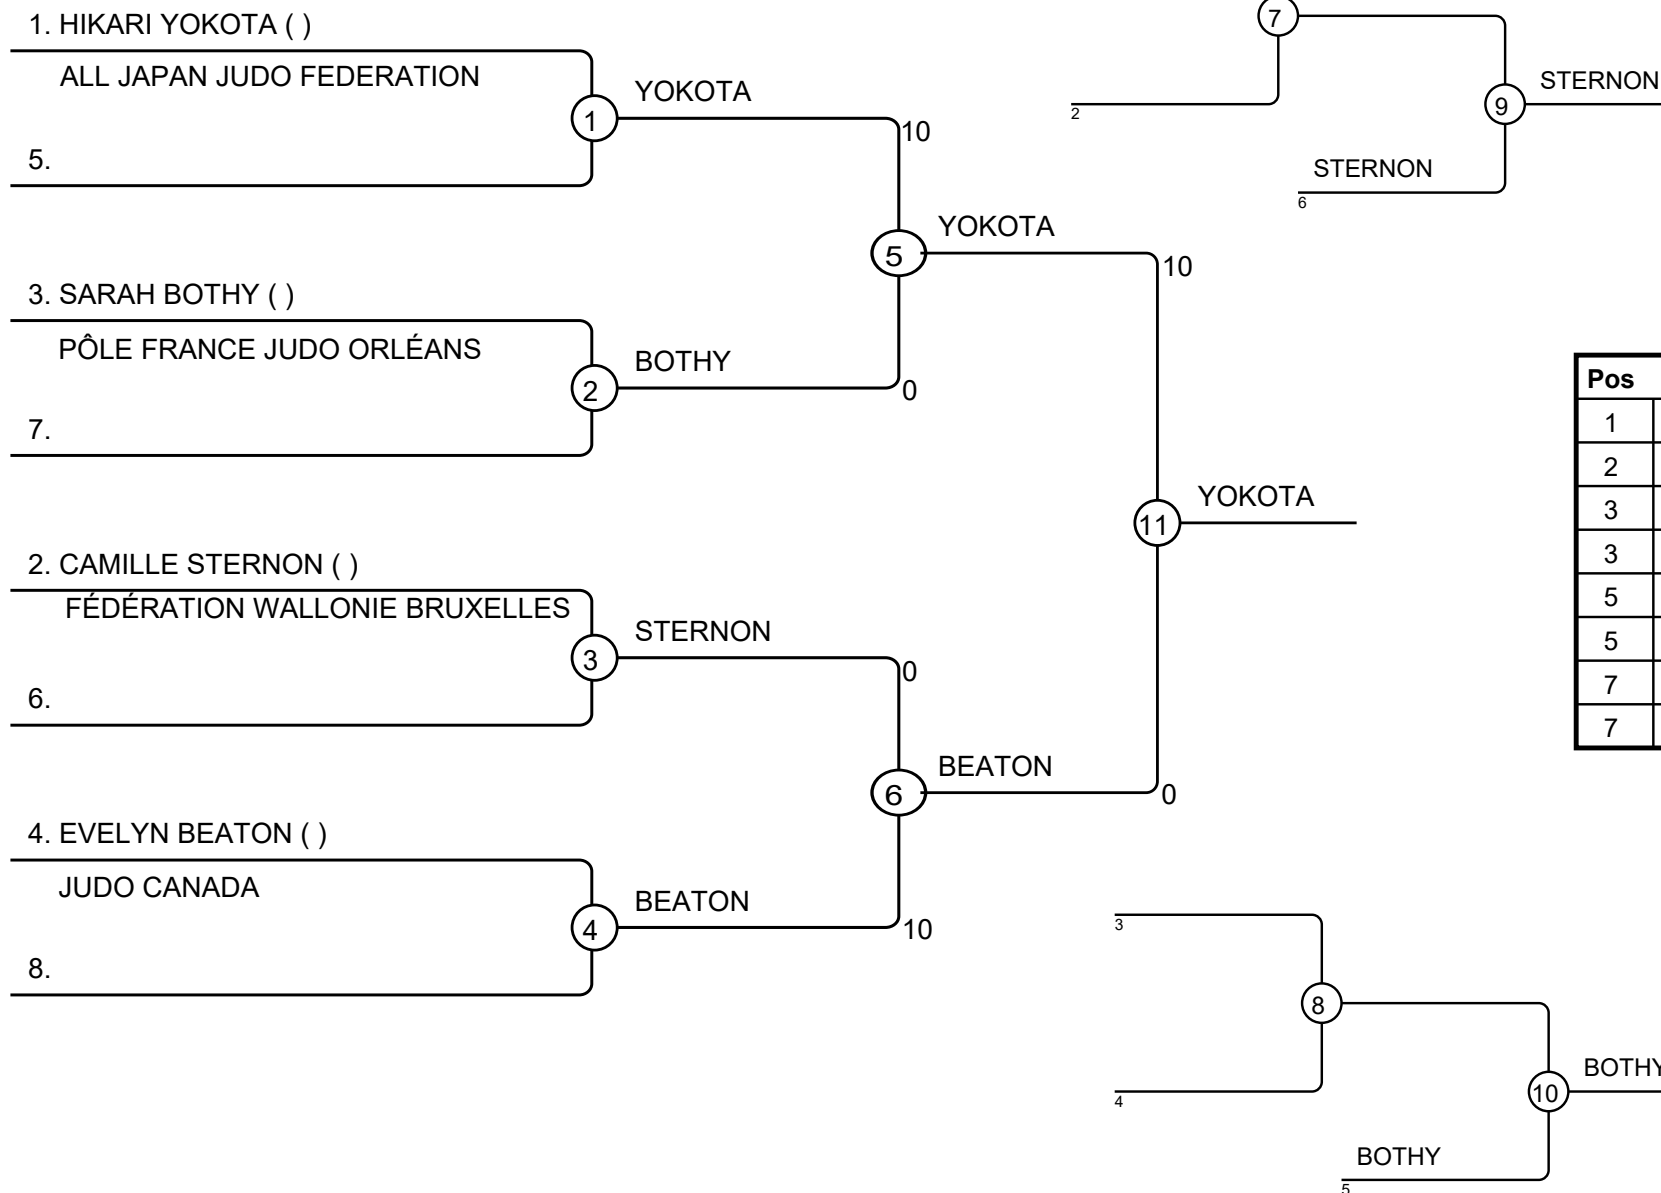 1. HIKARI YOKOTA ( )
ALL JAPAN JUDO FEDERATION
1
YOKOTA
10
5.
3. SARAH BOTHY ( )
PÔLE FRANCE JUDO ORLÉANS
2
BOTHY
0
7.
5
YOKOTA
10
2. CAMILLE STERNON ( )
FÉDÉRATION WALLONIE BRUXELLES
3
STERNON
0
6.
4. EVELYN BEATON ( )
JUDO CANADA
4
BEATON
10
8.
6
BEATON
0
11
YOKOTA
7
2
9
STERNON
STERNON
6
Pos
1
2
3
3
5
5
7
7
3
8
4
10
BOTHY
BOTHY
5